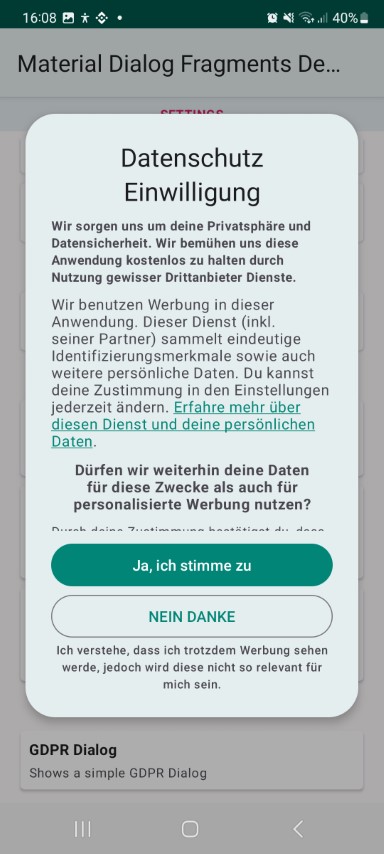 16:08 40%
Material Dialog Fragments De...
SETTINGS
Datenschutz
Einwilligung
Wir sorgen uns um deine Privatsphäre und
Datensicherheit. Wir bemühen uns diese
Anwendung kostenlos zu halten durch
Nutzung gewisser Drittanbieter Dienste.
Wir benutzen Werbung in dieser
Anwendung. Dieser Dienst (inkl.
seiner Partner) sammelt eindeutige
Identifizierungsmerkmale sowie auch
weitere persönliche Daten. Du kannst
deine Zustimmung in den Einstellungen
jederzeit ändern. Erfahre mehr über
diesen Dienst und deine persönlichen
Daten.
Dürfen wir weiterhin deine Daten
für diese Zwecke als auch für
personalisierte Werbung nutzen?
Durch deine Zustimmung bestätigst du, dass
Ja, ich stimme zu
NEIN DANKE
Ich verstehe, dass ich trotzdem Werbung sehen
werde, jedoch wird diese nicht so relevant für
mich sein.
GDPR Dialog
Shows a simple GDPR Dialog